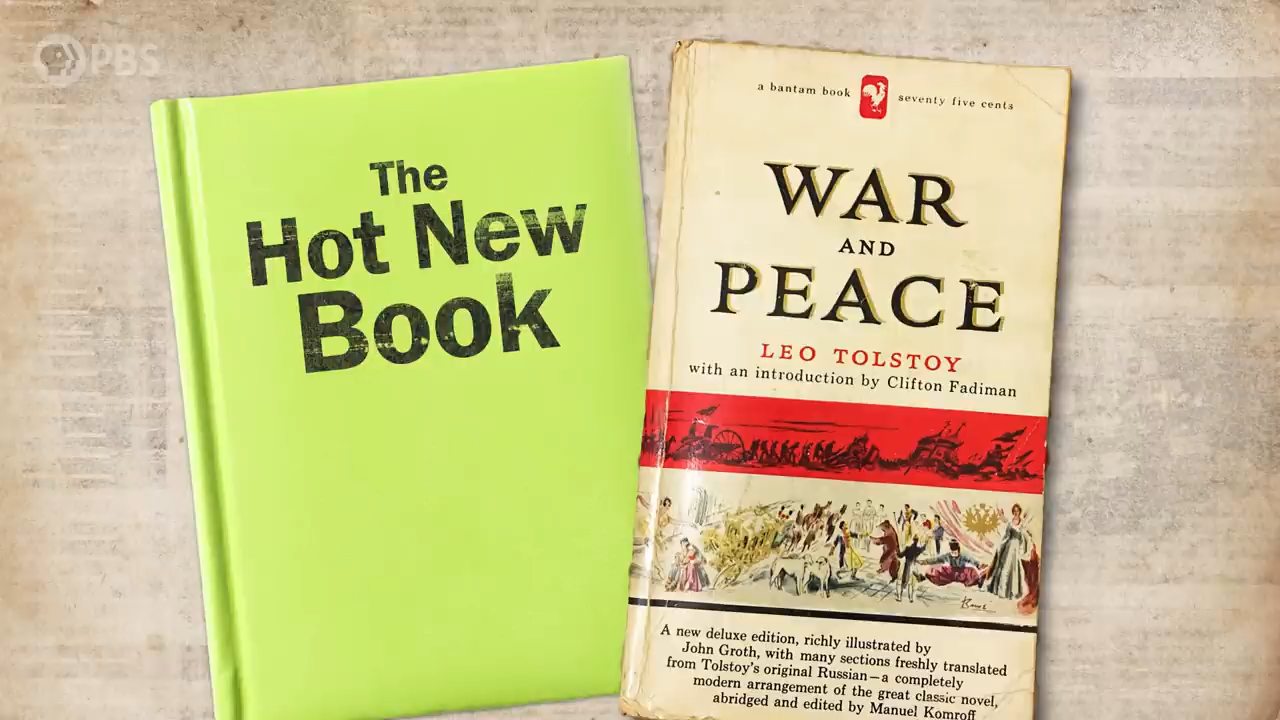 PBS
The
Hot New
Book
a bantam book seventy five cents
WAR
AND
PEACE
LEO TOLSTOY
with an introduction by Clifton Fadiman
A new deluxe edition, richly illustrated by
John Groth, with many sections freshly translated
from Tolstoy's original Russian—a completely
modern arrangement of the great classic novel,
abridged and edited by Manuel Komroff